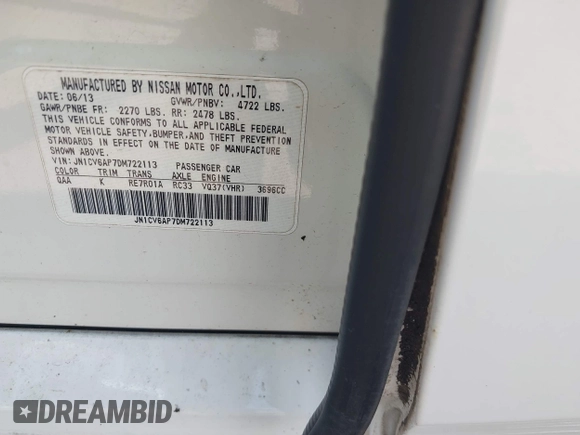 MANUFACTURED BY NISSAN MOTOR CO.,LTD.
DATE: 06/13 GVWR/PNBV: 4722 LBS.
GAWR/PNBE FR: 2270 LBS. RR: 2478 LBS.
THIS VEHICLE CONFORMS TO ALL APPLICABLE FEDERAL
MOTOR VEHICLE SAFETY, BUMPER, AND THEFT PREVENTION
STANDARDS IN EFFECT ON THE DATE OF MANUFACTURE
SHOWN ABOVE.
VIN: JN1CV6AP7DM722113 PASSENGER CAR
COLOR TRIM TRANS AXLE ENGINE
QAA K RE7R01A RC33 VQ37(VHR) 3696CC
JN1CV6AP7DM722113
DREAMBID